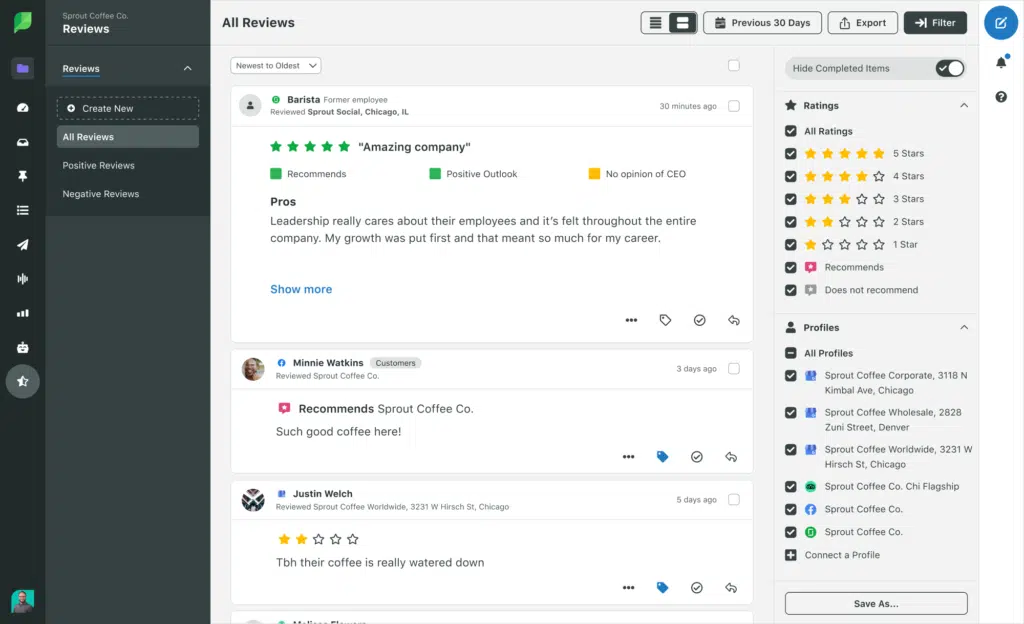 Sprout Coffee Co.
Reviews
Reviews
Create New
All Reviews
Positive Reviews
Negative Reviews
All Reviews
Previous 30 Days
Export
Filter
Newest to Oldest
Barista Former employee
Reviewed Sprout Social, Chicago, IL
30 minutes ago
"Amazing company"
Recommends
Positive Outlook
No opinion of CEO
Pros
Leadership really cares about their employees and it's felt throughout the entire
company. My growth was put first and that meant so much for my career.
Show more
Minnie Watkins Customers
Reviewed Sprout Coffee Co.
3 days ago
Recommends Sprout Coffee Co.
Such good coffee here!
Justin Welch
Reviewed Sprout Coffee Worldwide, 3231 W Hirsch St, Chicago
5 days ago
Tbh their coffee is really watered down
Hide Completed Items
Ratings
All Ratings
5 Stars
4 Stars
3 Stars
2 Stars
1 Star
Recommends
Does not recommend
Profiles
All Profiles
Sprout Coffee Corporate, 3118 N
Kimbal Ave, Chicago
Sprout Coffee Wholesale, 2828
Zuni Street, Denver
Sprout Coffee Worldwide, 3231 W
Hirsch St, Chicago
Sprout Coffee Co. Chi Flagship
Sprout Coffee Co.
Sprout Coffee Co.
Connect a Profile
Save As...